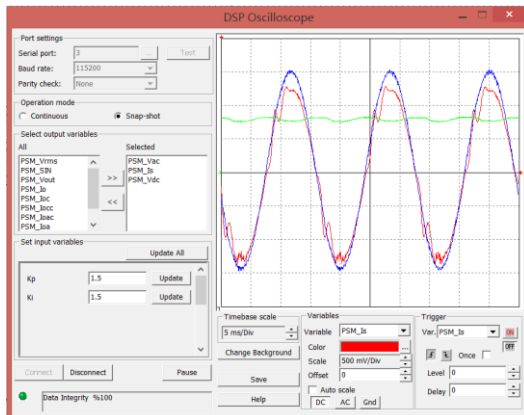 DSP Oscilloscope
Port settings
Serial port: 3 ... Test
Baud rate: 115200
Parity check: None
Operation mode
Continuous Snap-shot
Select output variables
All Selected
PSM_Vrms
PSM_SIN
PSM_Vout
PSM_Io
PSM_Ioc
PSM_Iocc
PSM_Ioac
PSM_Ioa
>>
<<
PSM_Vac
PSM_Is
PSM_Vdc
Set input variables
Update All
Kp 1.5 Update
Ki 1.5 Update
Connect Disconnect Pause
Data Integrity %100
Timebase scale
5 ms/Div
Change Background
Save
Help
Variables
Variable PSM_Is
Color ...
Scale 500 mV/Div
Offset 0
Auto scale
DC AC Gnd
Trigger
Var. PSM_Is ON
OFF
Once
Level 0
Delay 0